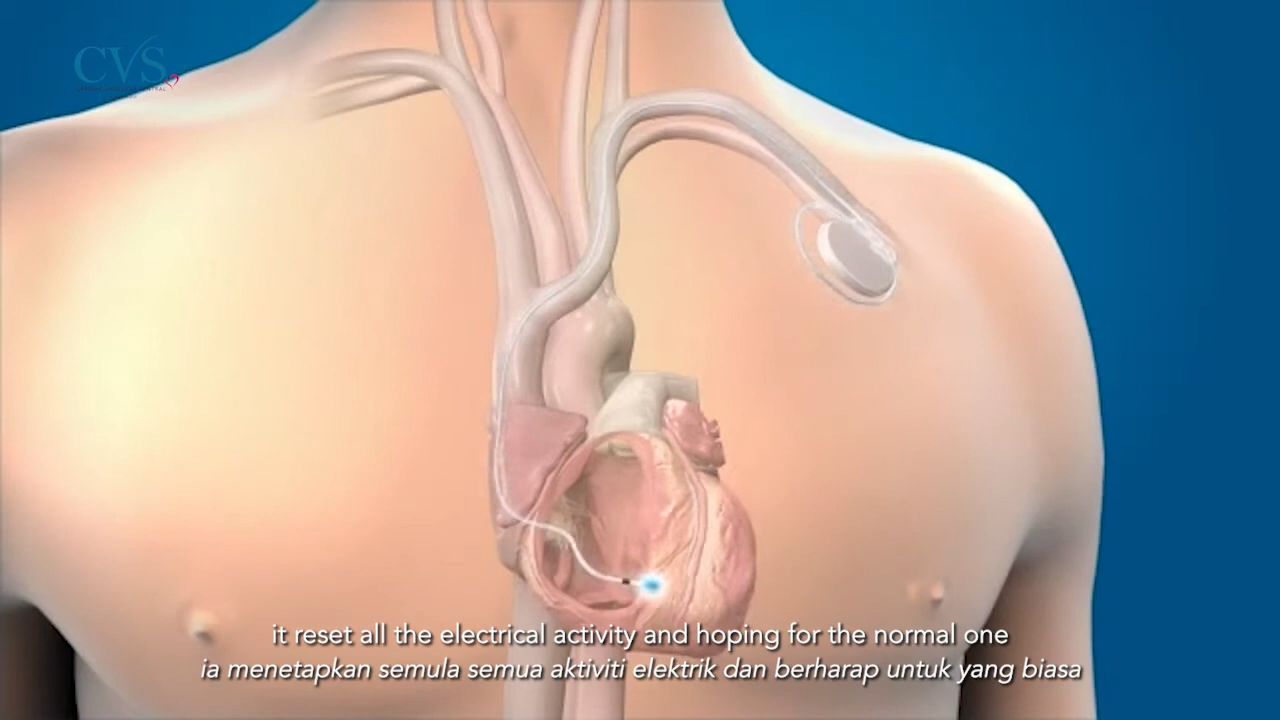 CVS
it reset all the electrical activity and hoping for the normal one
ia menetapkan semula semua aktiviti elektrik dan berharap untuk yang biasa